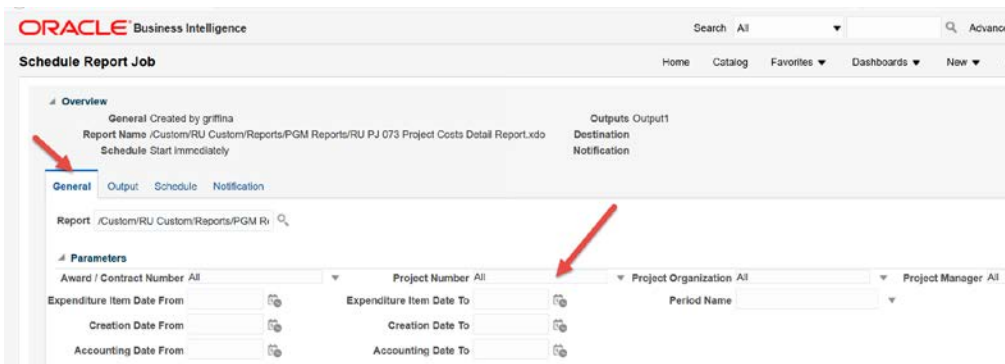 ORACLE Business Intelligence Search All Advanc
Schedule Report Job Home Catalog Favorites Dashboards New
Overview
General Created by griffina Outputs Output1
Report Name /Custom/RU Custom/Reports/PGM Reports/RU PJ 073 Project Costs Detail Report.xdo Destination
Schedule Start Immediately Notification
General Output Schedule Notification
Report /Custom/RU Custom/Reports/PGM R
Parameters
Award / Contract Number All Project Number All Project Organization All Project Manager All
Expenditure Item Date From Expenditure Item Date To Period Name
Creation Date From Creation Date To
Accounting Date From Accounting Date To